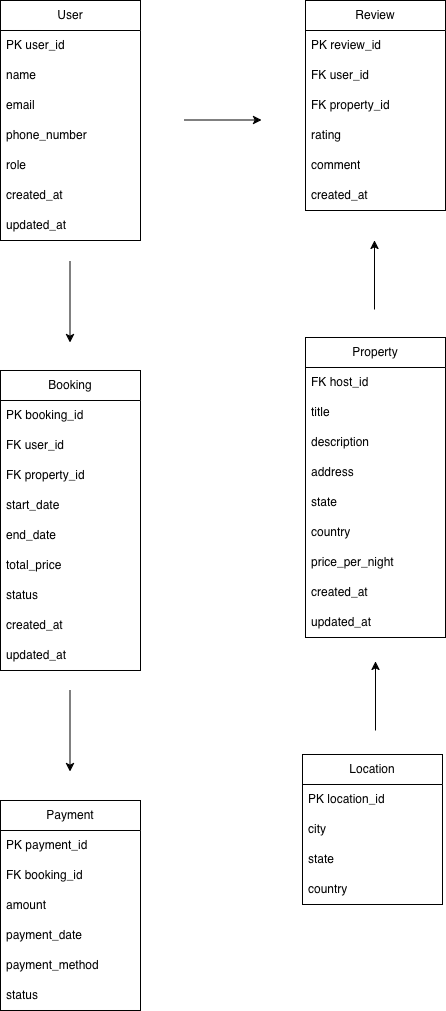 User
PK user_id
name
email
phone_number
role
created_at
updated_at
Review
PK review_id
FK user_id
FK property_id
rating
comment
created_at
Booking
PK booking_id
FK user_id
FK property_id
start_date
end_date
total_price
status
created_at
updated_at
Property
FK host_id
title
description
address
state
country
price_per_night
created_at
updated_at
Payment
PK payment_id
FK booking_id
amount
payment_date
payment_method
status
Location
PK location_id
city
state
country